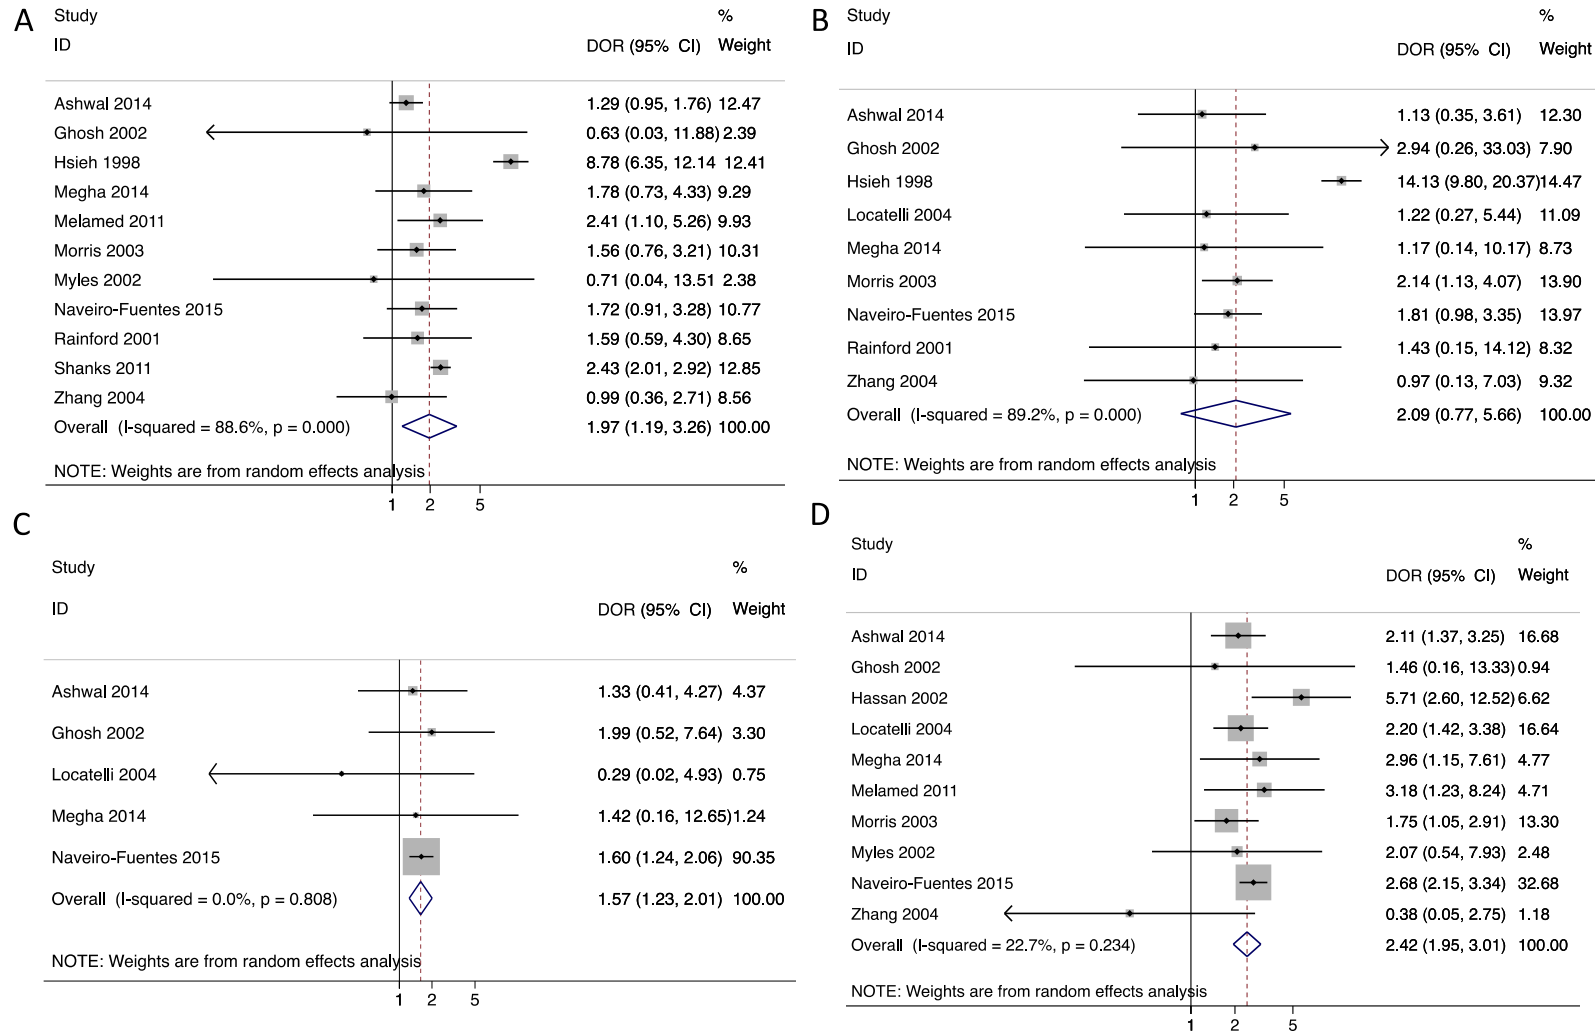 A
Study %
ID DOR (95% CI) Weight
Ashwal 2014 1.29 (0.95, 1.76) 12.47
Ghosh 2002 0.63 (0.03, 11.88) 2.39
Hsieh 1998 8.78 (6.35, 12.14 12.41
Megha 2014 1.78 (0.73, 4.33) 9.29
Melamed 2011 2.41 (1.10, 5.26) 9.93
Morris 2003 1.56 (0.76, 3.21) 10.31
Myles 2002 0.71 (0.04, 13.51 2.38
Naveiro-Fuentes 2015 1.72 (0.91, 3.28) 10.77
Rainford 2001 1.59 (0.59, 4.30) 8.65
Shanks 2011 2.43 (2.01, 2.92) 12.85
Zhang 2004 0.99 (0.36, 2.71) 8.56
Overall (I-squared = 88.6%, p = 0.000) 1.97 (1.19, 3.26) 100.00
NOTE: Weights are from random effects analysis
1 2 5
B
Study %
ID DOR (95% CI) Weight
Ashwal 2014 1.13 (0.35, 3.61) 12.30
Ghosh 2002 2.94 (0.26, 33.03) 7.90
Hsieh 1998 14.13 (9.80, 20.37)14.47
Locatelli 2004 1.22 (0.27, 5.44) 11.09
Megha 2014 1.17 (0.14, 10.17) 8.73
Morris 2003 2.14 (1.13, 4.07) 13.90
Naveiro-Fuentes 2015 1.81 (0.98, 3.35) 13.97
Rainford 2001 1.43 (0.15, 14.12) 8.32
Zhang 2004 0.97 (0.13, 7.03) 9.32
Overall (I-squared = 89.2%, p = 0.000) 2.09 (0.77, 5.66) 100.00
NOTE: Weights are from random effects analysis
1 2 5
C
Study %
ID DOR (95% CI) Weight
Ashwal 2014 1.33 (0.41, 4.27) 4.37
Ghosh 2002 1.99 (0.52, 7.64) 3.30
Locatelli 2004 0.29 (0.02, 4.93) 0.75
Megha 2014 1.42 (0.16, 12.65)1.24
Naveiro-Fuentes 2015 1.60 (1.24, 2.06) 90.35
Overall (I-squared = 0.0%, p = 0.808) 1.57 (1.23, 2.01) 100.00
NOTE: Weights are from random effects analysis
1 2 5
D
Study %
ID DOR (95% CI) Weight
Ashwal 2014 2.11 (1.37, 3.25) 16.68
Ghosh 2002 1.46 (0.16, 13.33) 0.94
Hassan 2002 5.71 (2.60, 12.52) 6.62
Locatelli 2004 2.20 (1.42, 3.38) 16.64
Megha 2014 2.96 (1.15, 7.61) 4.77
Melamed 2011 3.18 (1.23, 8.24) 4.71
Morris 2003 1.75 (1.05, 2.91) 13.30
Myles 2002 2.07 (0.54, 7.93) 2.48
Naveiro-Fuentes 2015 2.68 (2.15, 3.34) 32.68
Zhang 2004 0.38 (0.05, 2.75) 1.18
Overall (I-squared = 22.7%, p = 0.234) 2.42 (1.95, 3.01) 100.00
NOTE: Weights are from random effects analysis
1 2 5